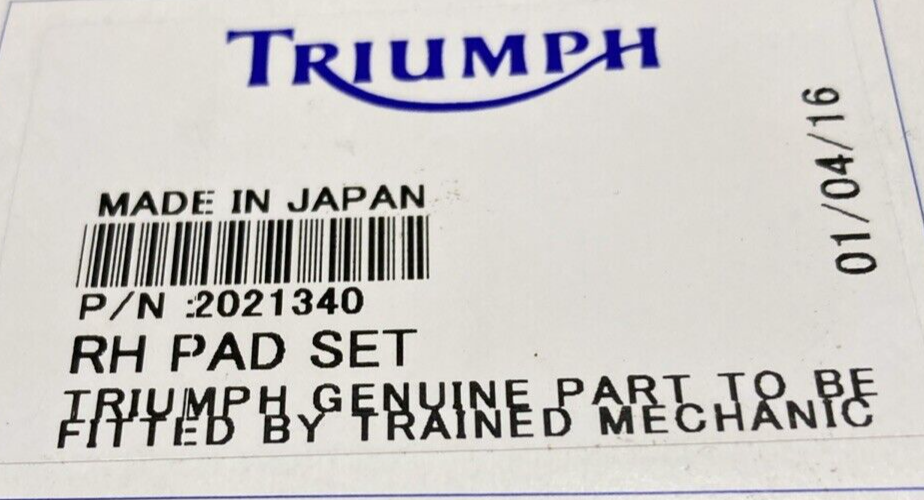 TRIUMPH
MADE IN JAPAN
P/N :2021340
RH PAD SET
TRIUMPH GENUINE PART TO BE
FITTED BY TRAINED MECHANIC
01/04/16